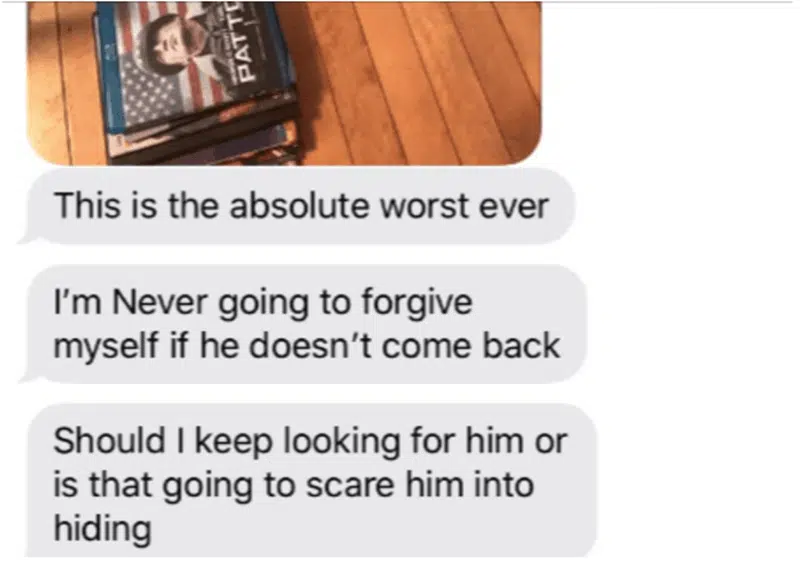 PATT
This is the absolute worst ever
I'm Never going to forgive
myself if he doesn't come back
Should I keep looking for him or
is that going to scare him into
hiding